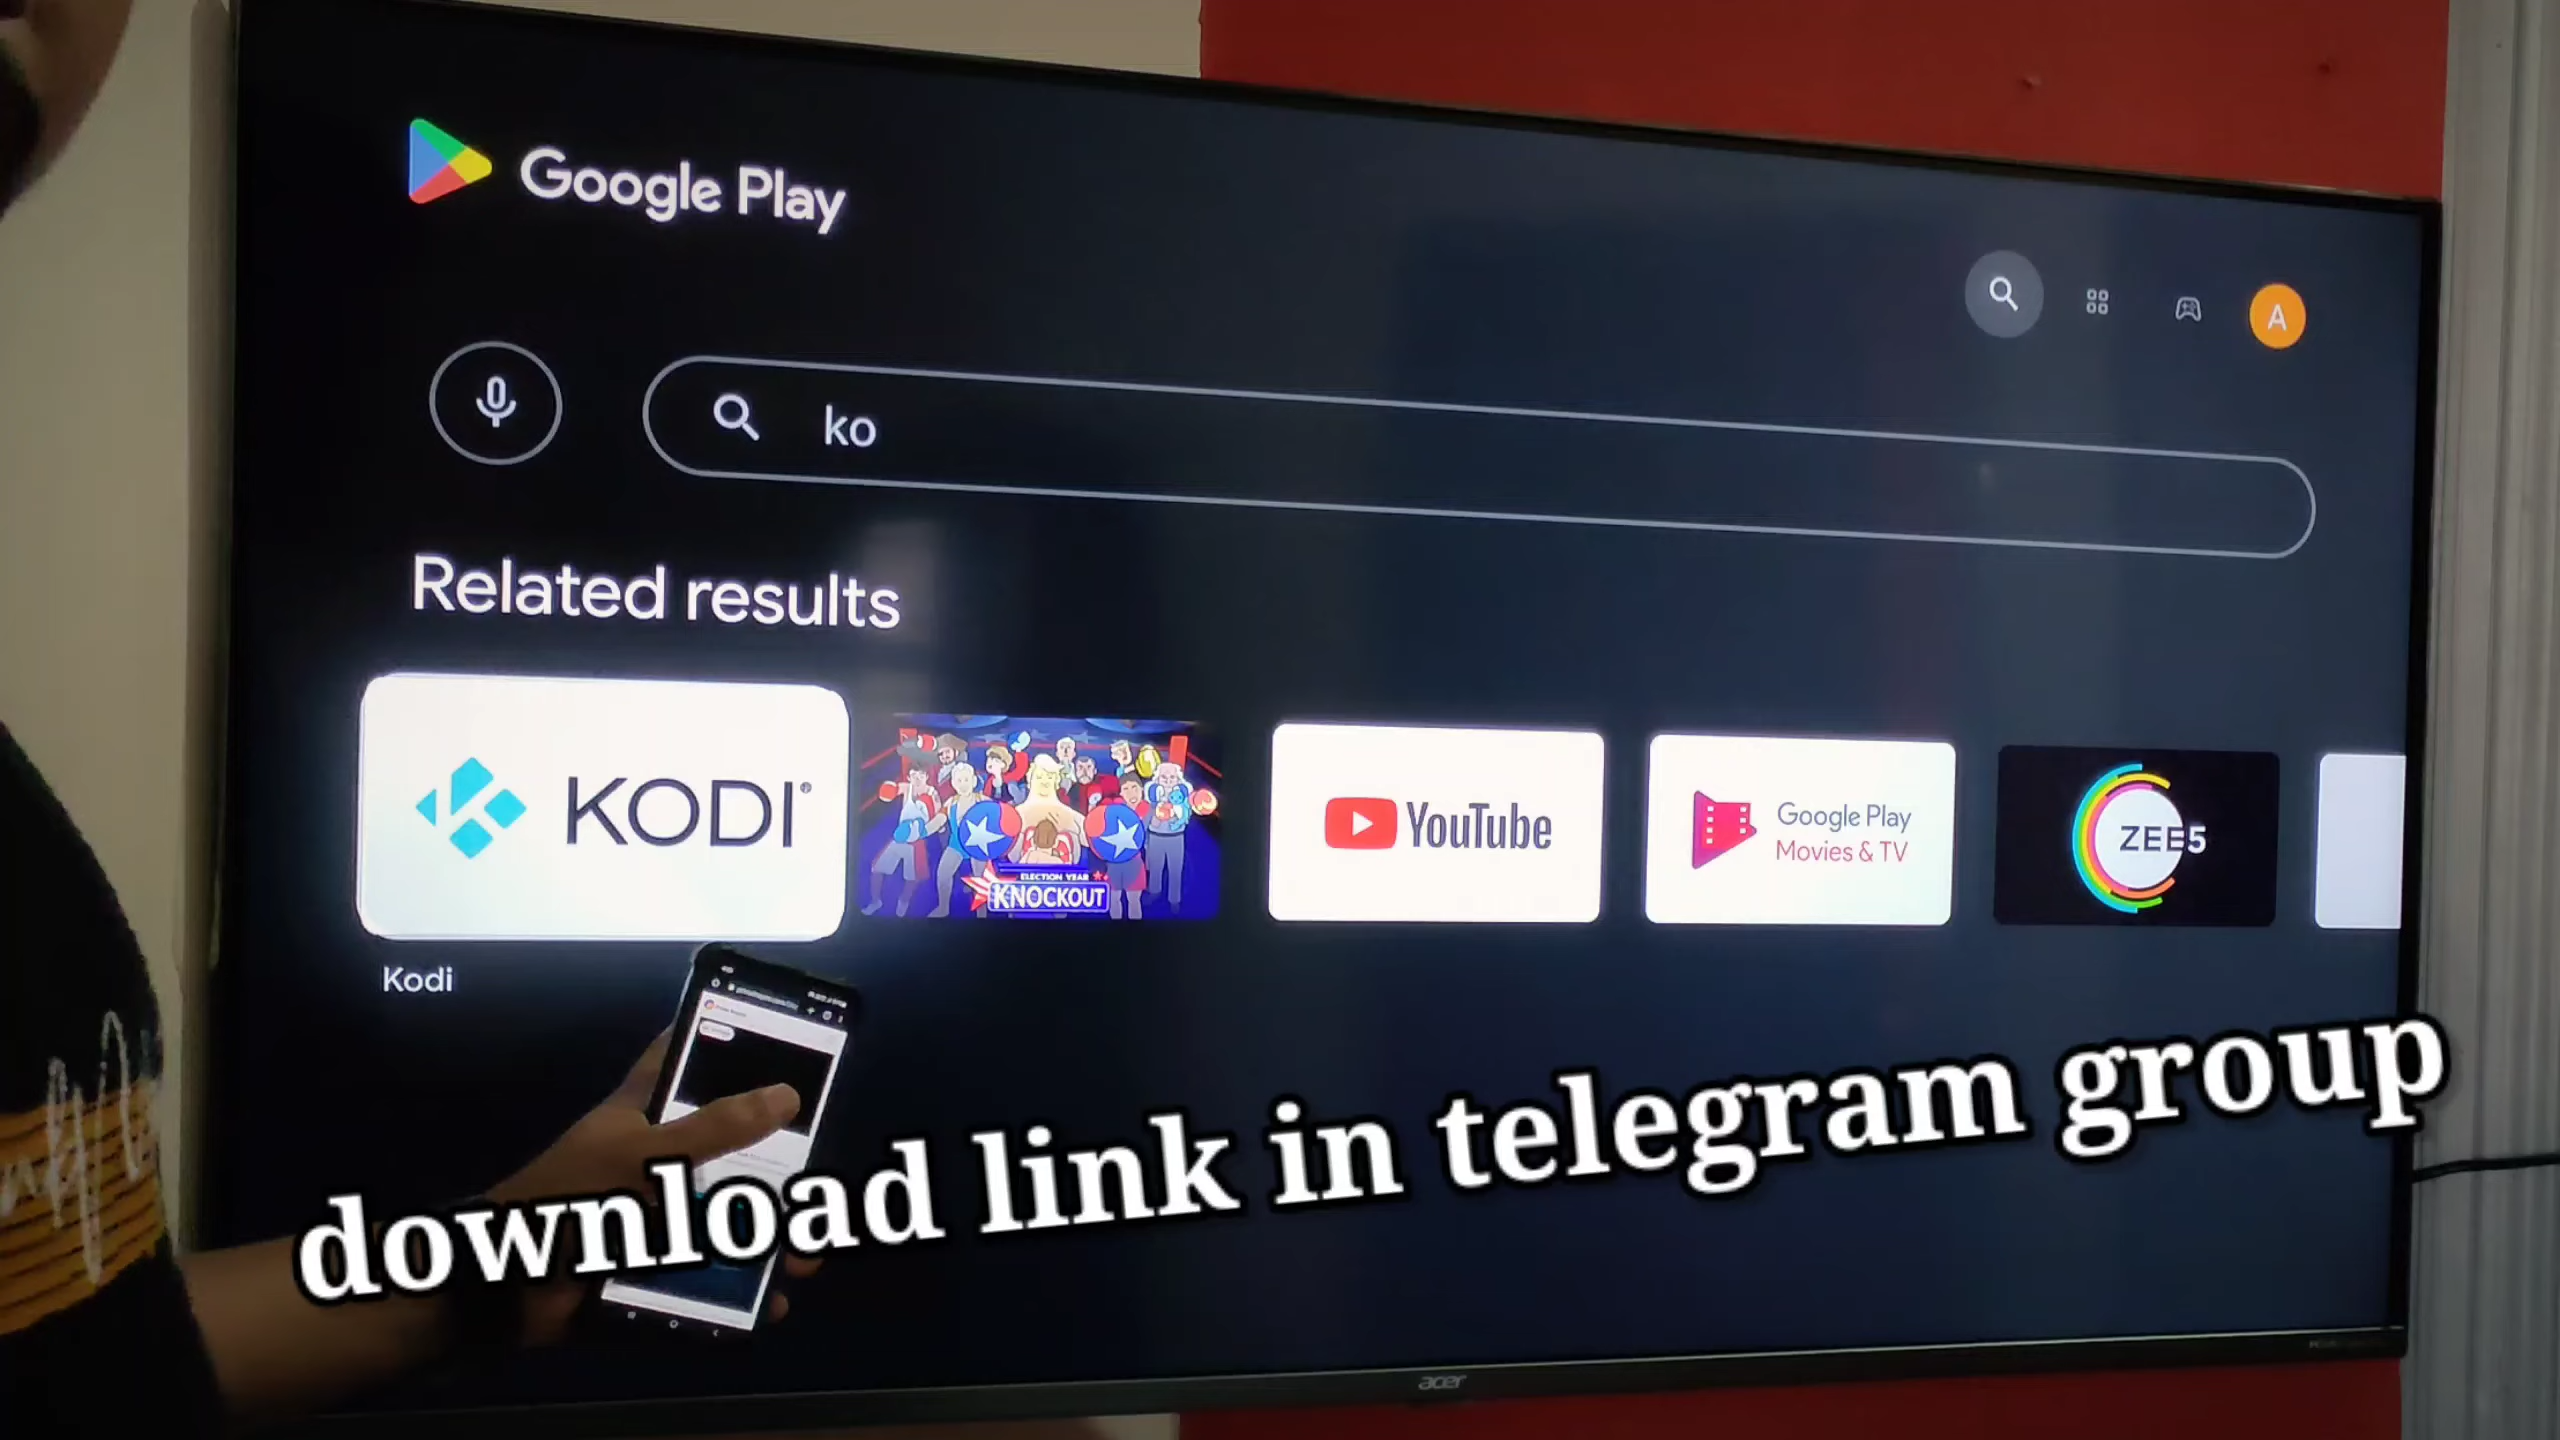 Google Play
A
ko
Related results
KODI
ELECTION YEAR
KNOCKOUT
YouTube
Google Play
Movies & TV
ZEE5
Kodi
download link in telegram group
acer